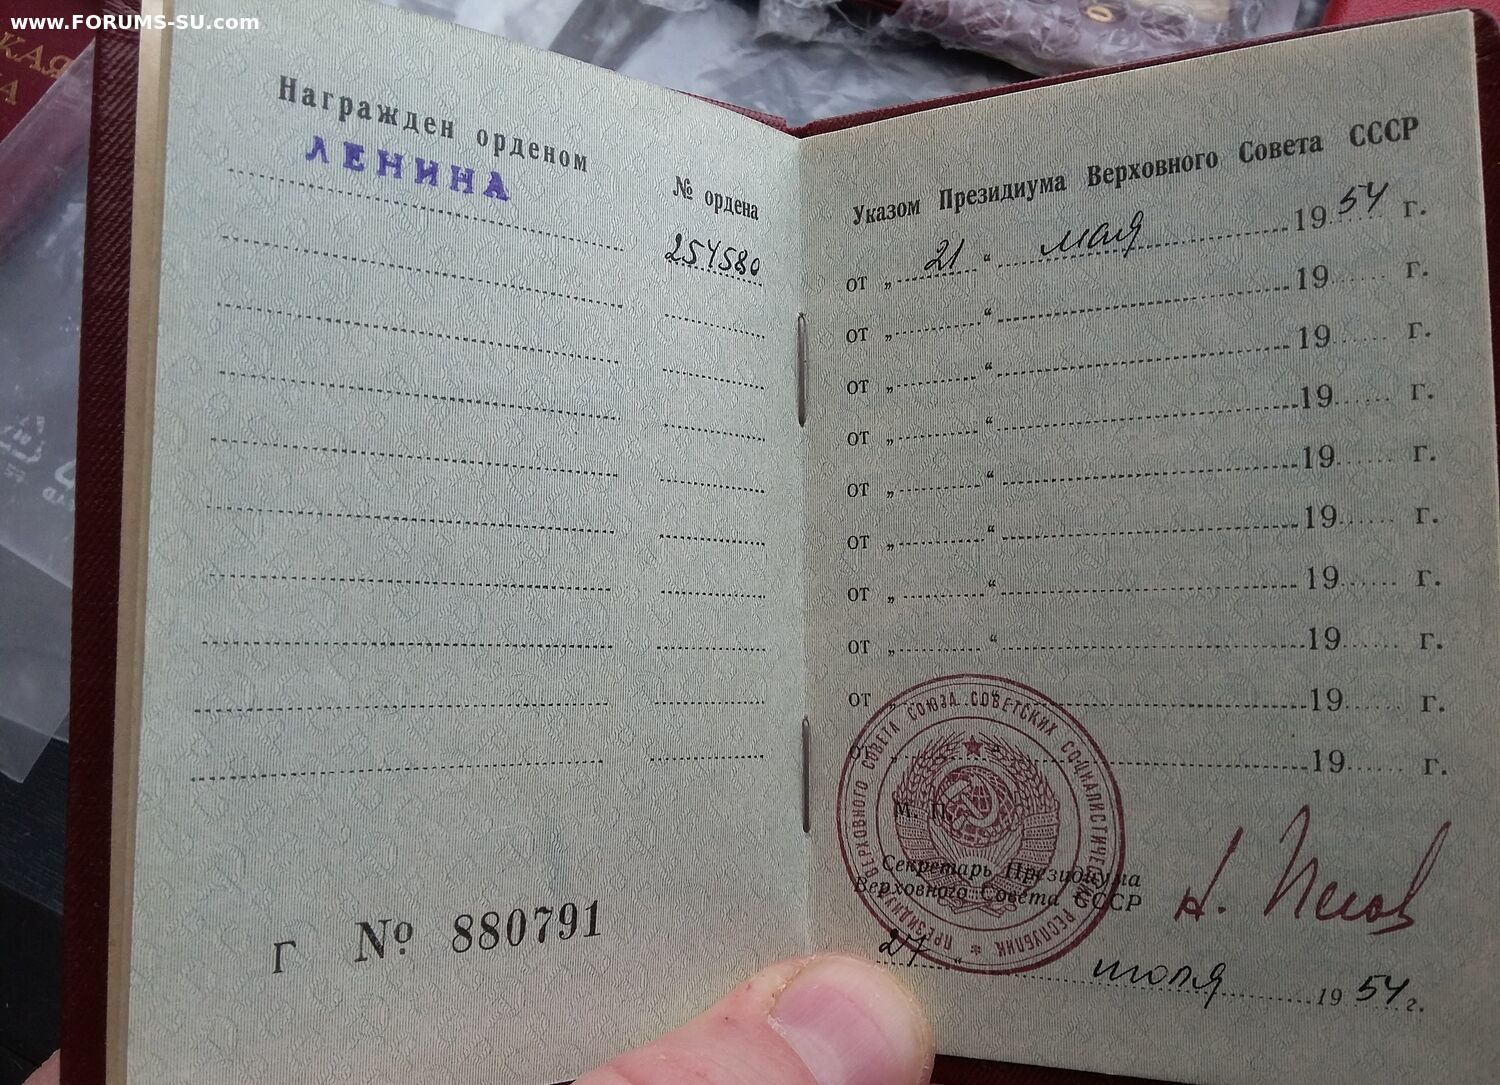 www.FORUMS-SU.com
КАЯ
А
Награжден орденом
ЛЕНИНА
№ ордена
254580
Г № 880791
Указом Президиума Верховного Совета СССР
от „ 21 “ мая 1954 г.
от „ “ 19 г.
от „ “ 19 г.
от „ “ 19 г.
от „ “ 19 г.
от „ “ 19 г.
от „ “ 19 г.
от „ “ 19 г.
от „ 19 г.
от „ “ 19 г.
М. П.
ПРЕЗИДИУМ ВЕРХОВНОГО СОВЕТА СОЮЗА СОВЕТСКИХ СОЦИАЛИСТИЧЕСКИХ РЕСПУБЛИК
Секретарь Президиума
Верховного Совета СССР
Н. Пегов
27 “ июля 1954 г.